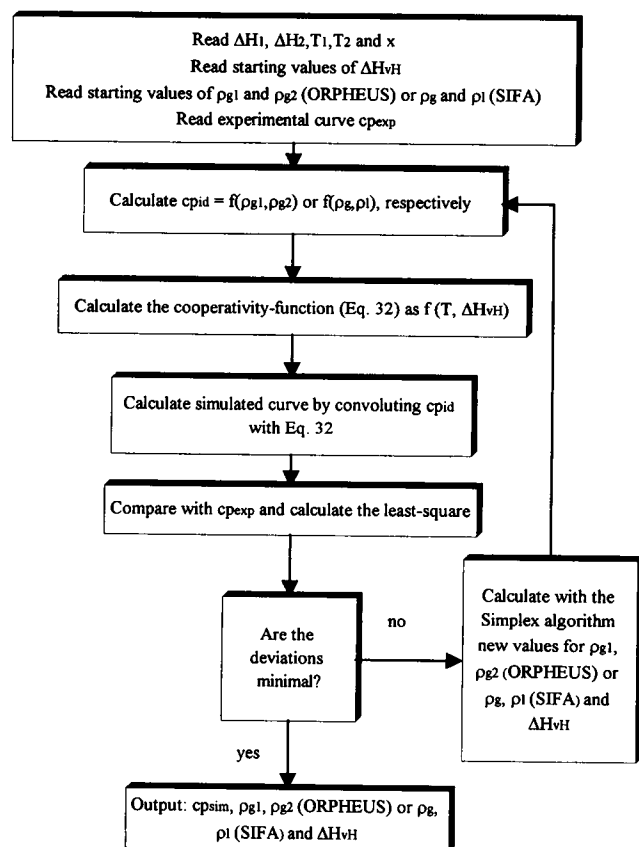 Read ΔH1, ΔH2,T1,T2 and x
Read starting values of ΔHvH
Read starting values of ρg1 and ρg2 (ORPHEUS) or ρg and ρl (SIFA)
Read experimental curve cpexp
Calculate cpid = f(ρg1,ρg2) or f(ρg,ρl), respectively
Calculate the cooperativity-function (Eq. 32) as f (T, ΔHvH)
Calculate simulated curve by convoluting cpid
with Eq. 32
Compare with cpexp and calculate the least-square
Are the
deviations
minimal?
no
Calculate with the
Simplex algorithm
new values for ρg1,
ρg2 (ORPHEUS) or
ρg, ρl (SIFA) and
ΔHvH
yes
Output: cpsim, ρg1, ρg2 (ORPHEUS) or ρg,
ρl (SIFA) and ΔHvH